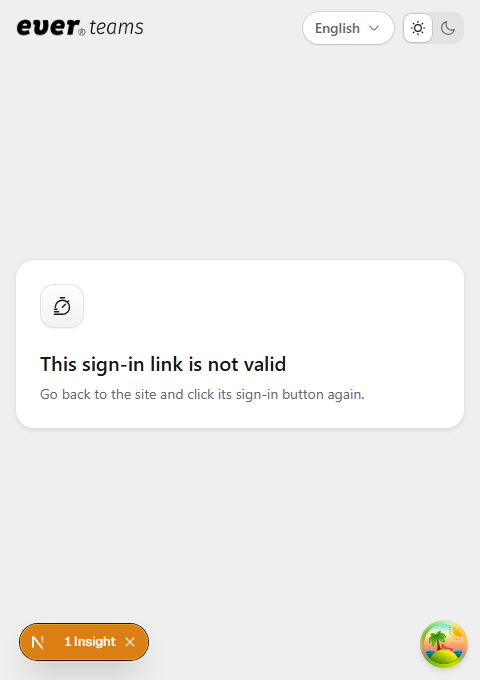 ever® teams
English
This sign-in link is not valid
Go back to the site and click its sign-in button again.
N 1 Insight